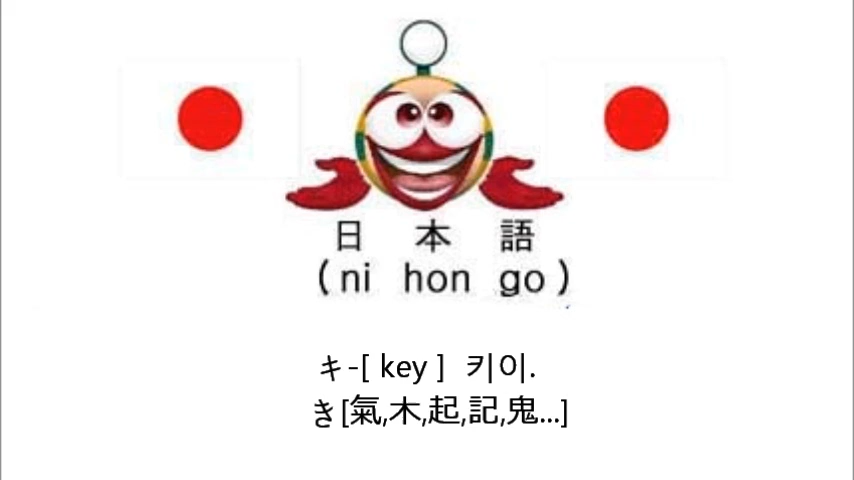 日 本 語
(ni hon go)
キ-[ key ] 키이.
き[氣,木,起,記,鬼...]